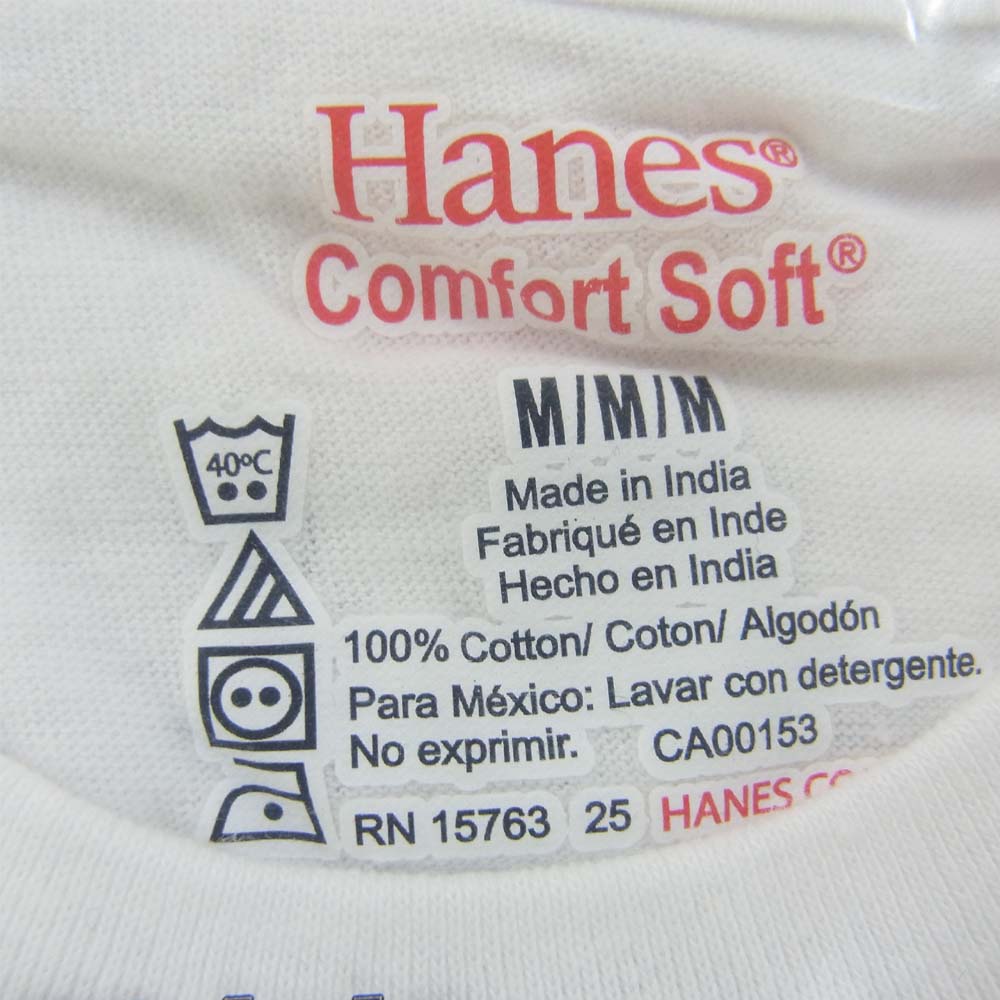 Hanes®
Comfort Soft®
M/M/M
40ºC
Made in India
Fabriqué en Inde
Hecho en India
100% Cotton/ Coton/ Algodón
Para México: Lavar con detergente.
No exprimir. CA00153
RN 15763 25 HANES